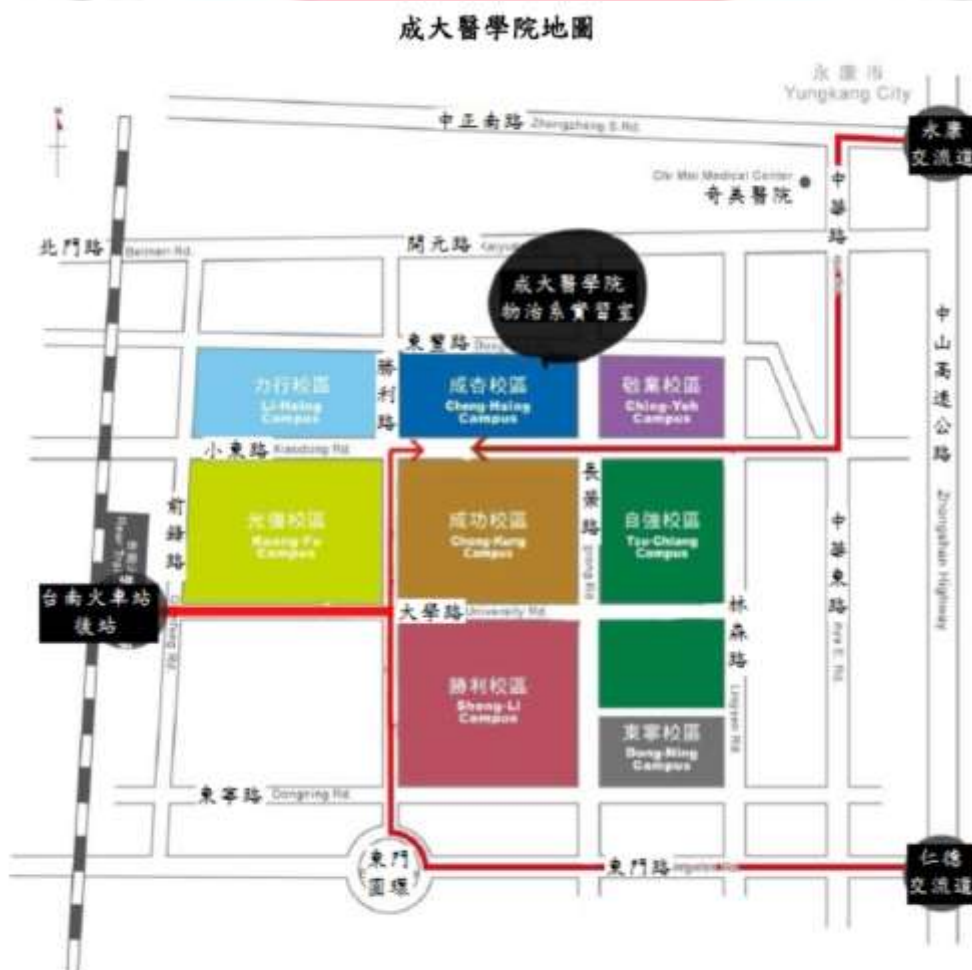 成大醫學院地圖
永康市
Yungkang City
永康
交流道
中正南路 Zhongzheng S Rd.
Chi Mei Medical Center
奇美醫院
中華路
北門路 Beimen Rd.
開元路
成大醫學院
物治系實習室
中山高速公路
Zhongshan Highway
東豐路
勝利路
力行校區
Li-Hsing
Campus
成杏校區
Cheng-Hsing
Campus
敬業校區
Ching-Yeh
Campus
小東路 Xiaodong Rd.
前鋒路
光復校區
Kuang-Fu
Campus
成功校區
Cheng-Kung
Campus
長榮路
自強校區
Tzu-Chiang
Campus
中華東路
台南火車站
後站
大學路 University Rd.
林森路
勝利校區
Sheng-Li
Campus
東寧校區
Dong-Ning
Campus
東寧路 Dongning Rd.
東門
圓環
東門路
仁德
交流道